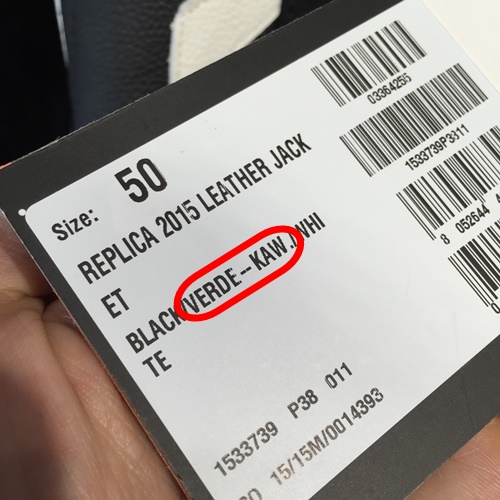 03364255
1533739P3811
8 052644 4
Size: 50
REPLICA 2015 LEATHER JACK
ET
BLACK/VERDE--KAW./WHI
TE
1533739 P38 011
15/15M/0014393